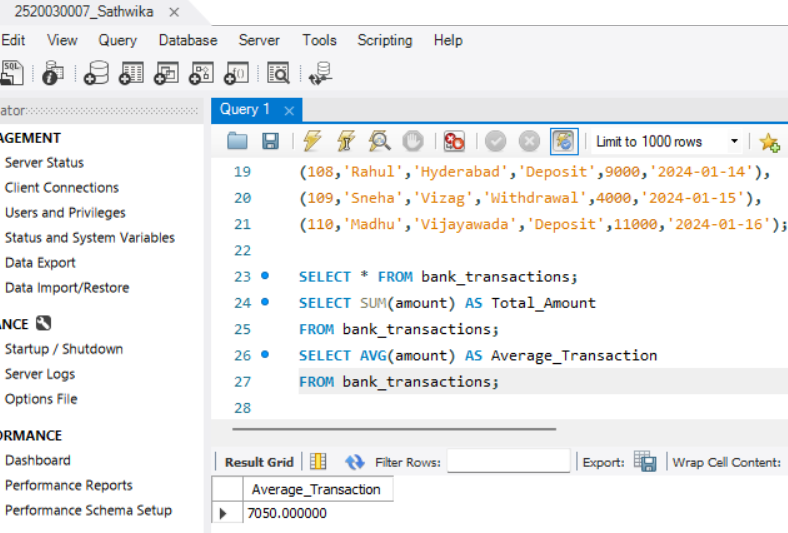 2520030007_Sathwika ×
Edit View Query Database Server Tools Scripting Help
SQL
ator
Query 1 ×
Limit to 1000 rows
AGEMENT
Server Status
Client Connections
Users and Privileges
Status and System Variables
Data Export
Data Import/Restore
ANCE
Startup / Shutdown
Server Logs
Options File
ORMANCE
Dashboard
Performance Reports
Performance Schema Setup
19 (108,'Rahul','Hyderabad','Deposit',9000,'2024-01-14'),
20 (109,'Sneha','Vizag','Withdrawal',4000,'2024-01-15'),
21 (110,'Madhu','Vijayawada','Deposit',11000,'2024-01-16');
22
23 SELECT * FROM bank_transactions;
24 SELECT SUM(amount) AS Total_Amount
25 FROM bank_transactions;
26 SELECT AVG(amount) AS Average_Transaction
27 FROM bank_transactions;
28
Result Grid Filter Rows: Export: Wrap Cell Content:
Average_Transaction
7050.000000